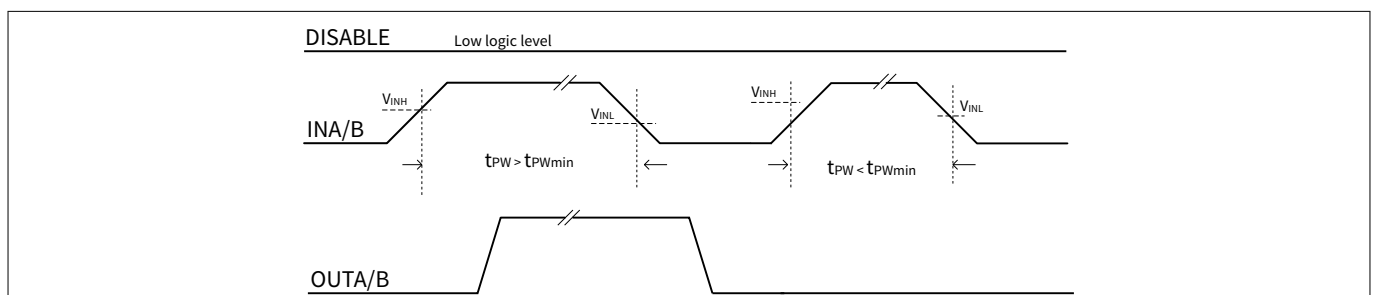 DISABLE Low logic level
VINH VINL VINH VINL
INA/B
tPW > tPWmin tPW < tPWmin
OUTA/B